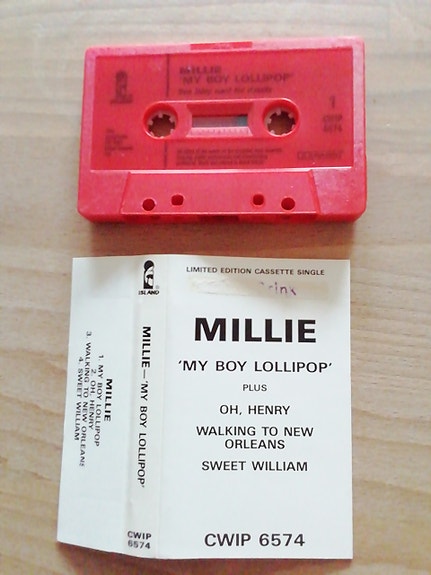 MILLIE
'MY BOY LOLLIPOP'
1
CWIP
6574
LIMITED EDITION CASSETTE SINGLE
MILLIE
'MY BOY LOLLIPOP'
PLUS
OH, HENRY
WALKING TO NEW
ORLEANS
SWEET WILLIAM
CWIP 6574
ISLAND
MILLIE—'MY BOY LOLLIPOP'
CWIP
6574
MILLIE
1. MY BOY LOLLIPOP
2. OH, HENRY
3. WALKING TO NEW ORLEANS
4. SWEET WILLIAM